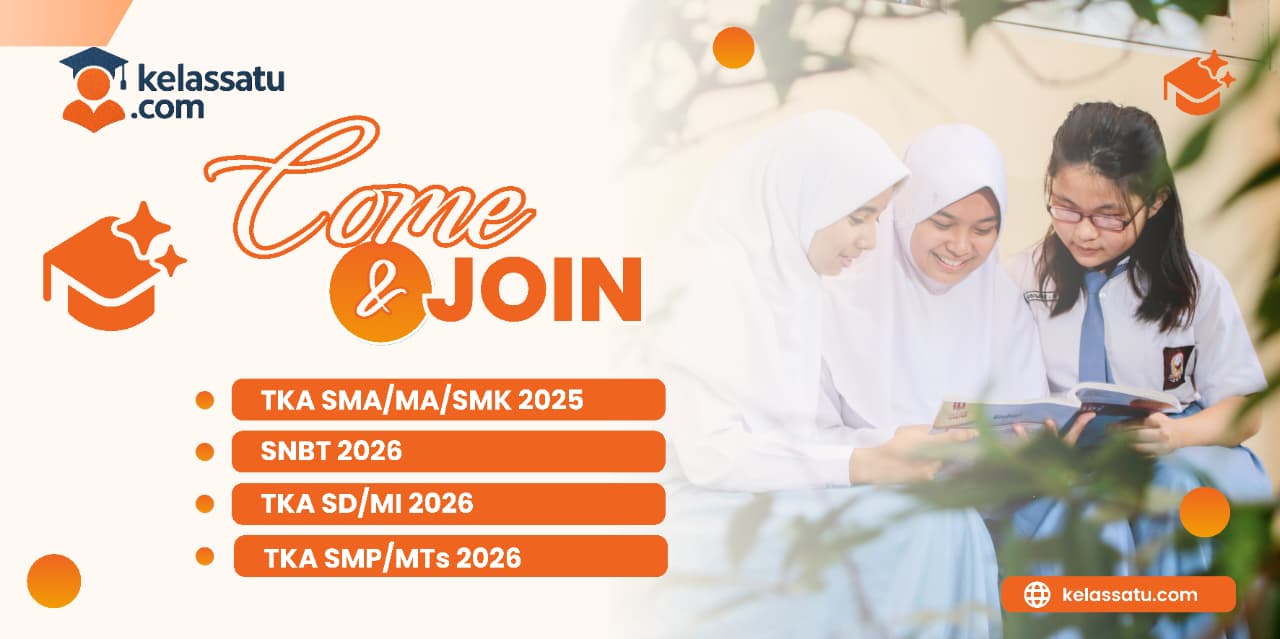 kelassatu
.com
Come
& JOIN
TKA SMA/MA/SMK 2025
SNBT 2026
TKA SD/MI 2026
TKA SMP/MTs 2026
kelassatu.com